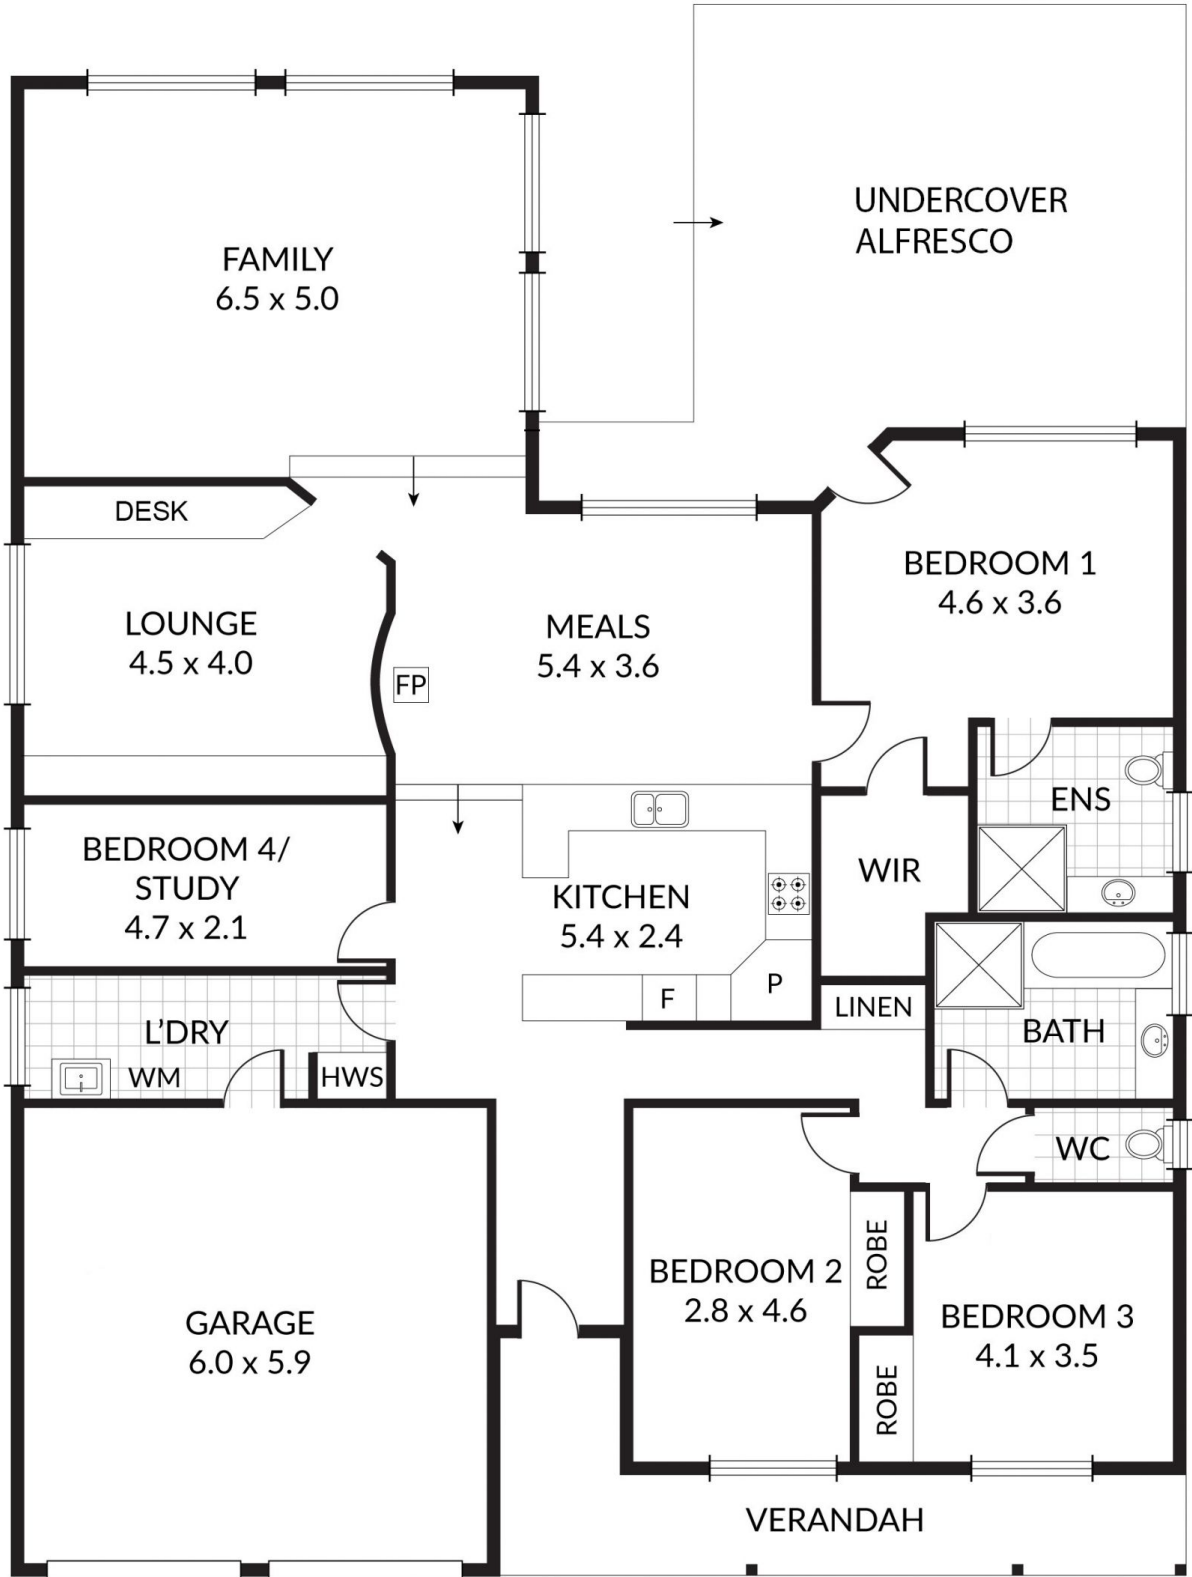 UNDERCOVER
ALFRESCO
FAMILY
6.5 x 5.0
DESK
BEDROOM 1
4.6 x 3.6
LOUNGE
4.5 x 4.0
MEALS
5.4 x 3.6
FP
ENS
BEDROOM 4/
STUDY
4.7 x 2.1
KITCHEN
5.4 x 2.4
WIR
F
P
LINEN
L'DRY
WM
HWS
BATH
WC
BEDROOM 2
2.8 x 4.6
ROBE
BEDROOM 3
4.1 x 3.5
ROBE
GARAGE
6.0 x 5.9
VERANDAH